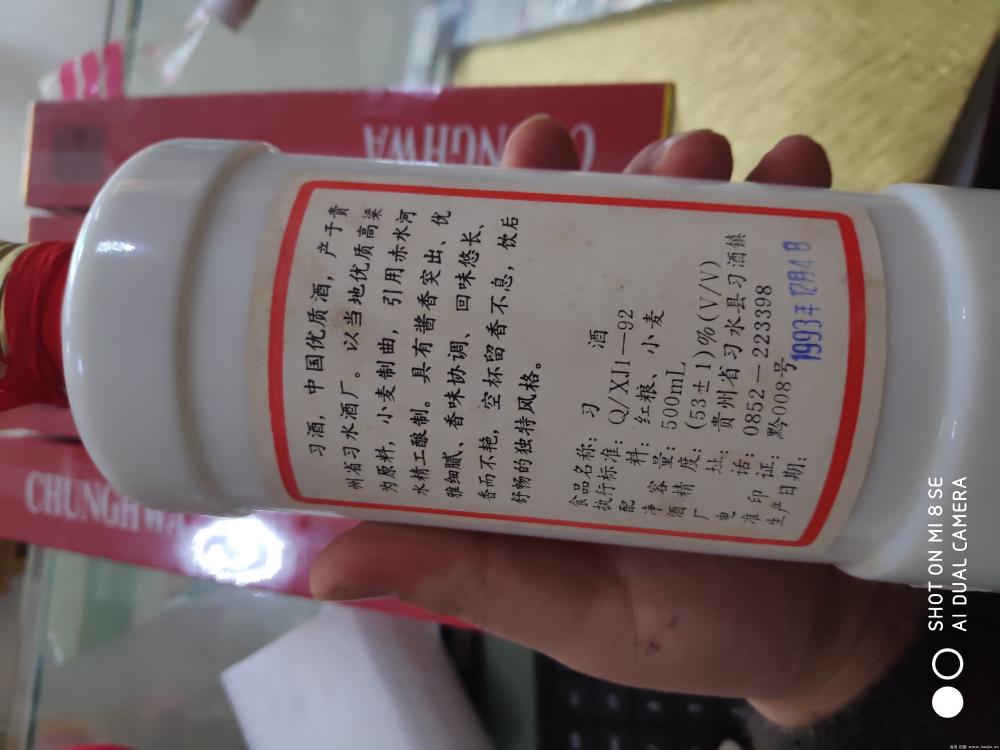 习酒，中国优质酒，产于贵
州省习水酒厂。以当地优质高粱
为原料，小麦制曲，引用赤水河
水精工酿制。具有酱香突出、优
雅细腻、香味协调、回味悠长、
香而不艳，空杯留香不息，饮后
舒畅的独特风格。
食品名称：习 酒
执行标准：Q/XJ1—92
配 料：红粮、小麦
净 容 量：500mL
酒 精 度：(53±1)%(V/V)
厂 址：贵州省习水县习酒镇
电 话：0852—223398
准 印 证：黔008号
生产日期：1993年12月4日
CHUNGHWA
CHUNGHWA
SHOT ON MI 8 SE
AI DUAL CAMERA